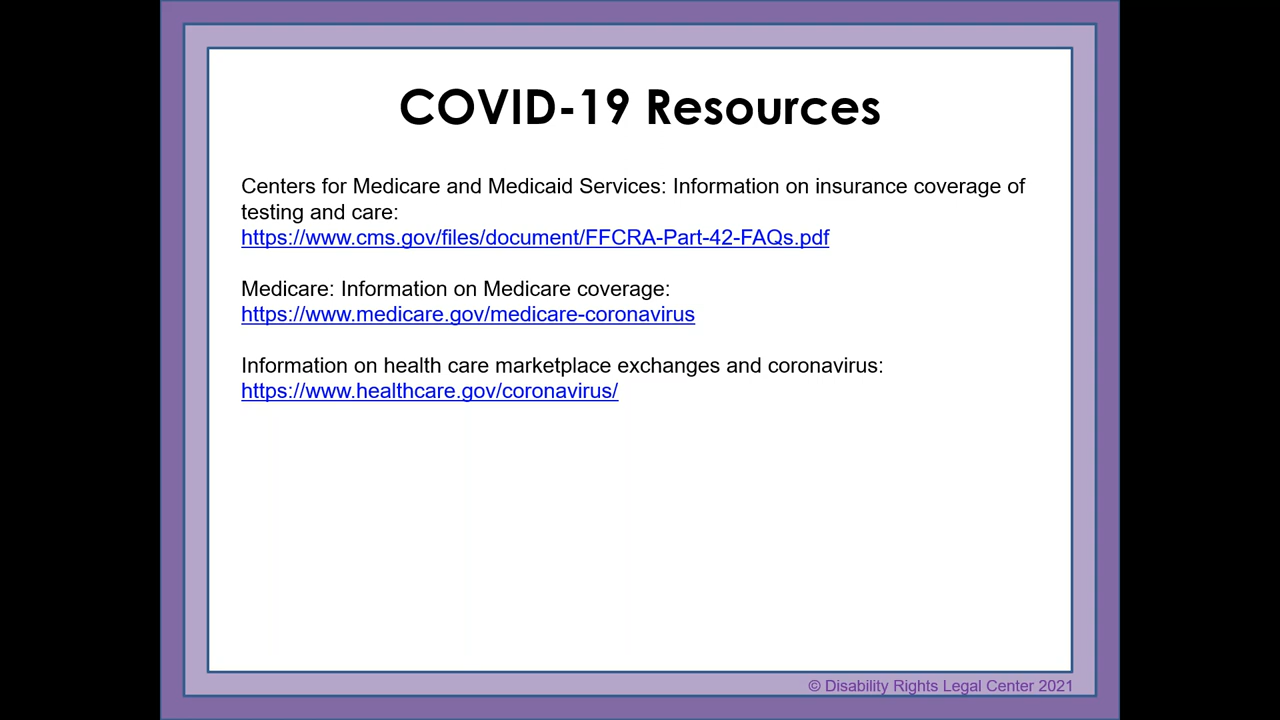 COVID-19 Resources
Centers for Medicare and Medicaid Services: Information on insurance coverage of
testing and care:
https://www.cms.gov/files/document/FFCRA-Part-42-FAQs.pdf
Medicare: Information on Medicare coverage:
https://www.medicare.gov/medicare-coronavirus
Information on health care marketplace exchanges and coronavirus:
https://www.healthcare.gov/coronavirus/
© Disability Rights Legal Center 2021